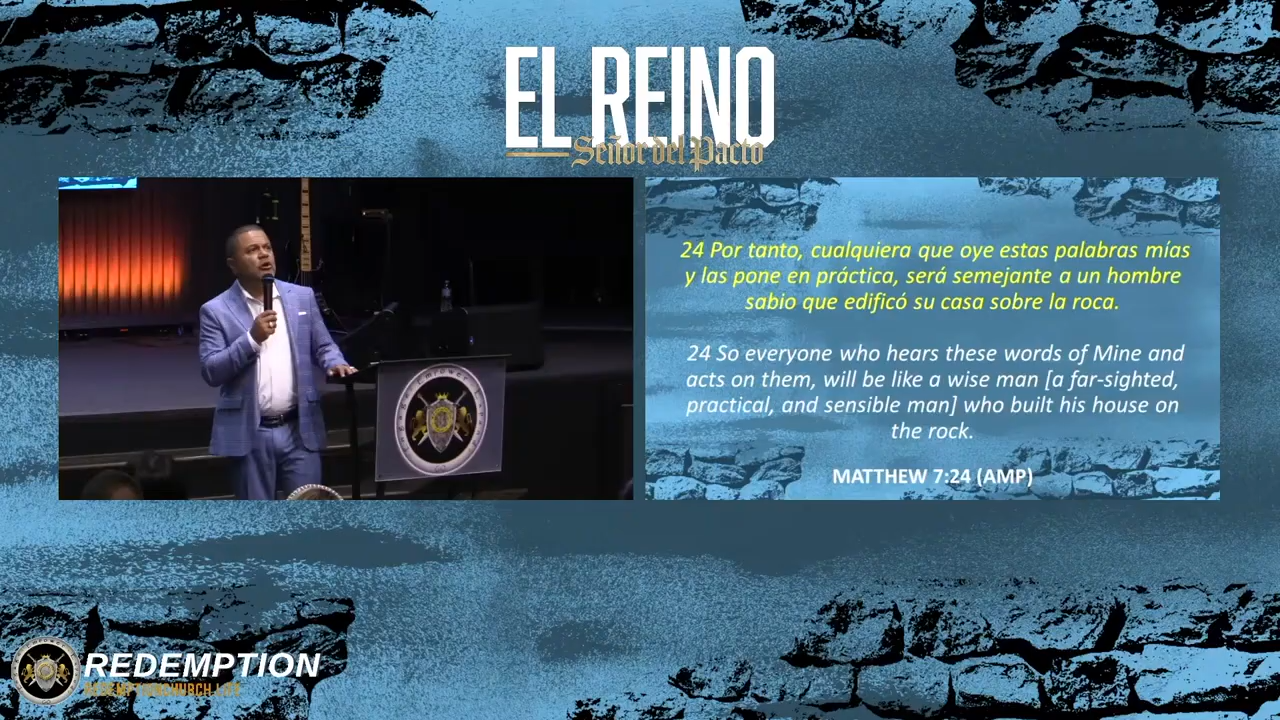 EL REINO
Señor del Pacto
24 Por tanto, cualquiera que oye estas palabras mías
y las pone en práctica, será semejante a un hombre
sabio que edificó su casa sobre la roca.
24 So everyone who hears these words of Mine and
acts on them, will be like a wise man [a far-sighted,
practical, and sensible man] who built his house on
the rock.
MATTHEW 7:24 (AMP)
EMPOWER
REDEMPTION
REDEMPTIONCHURCH.LIFE